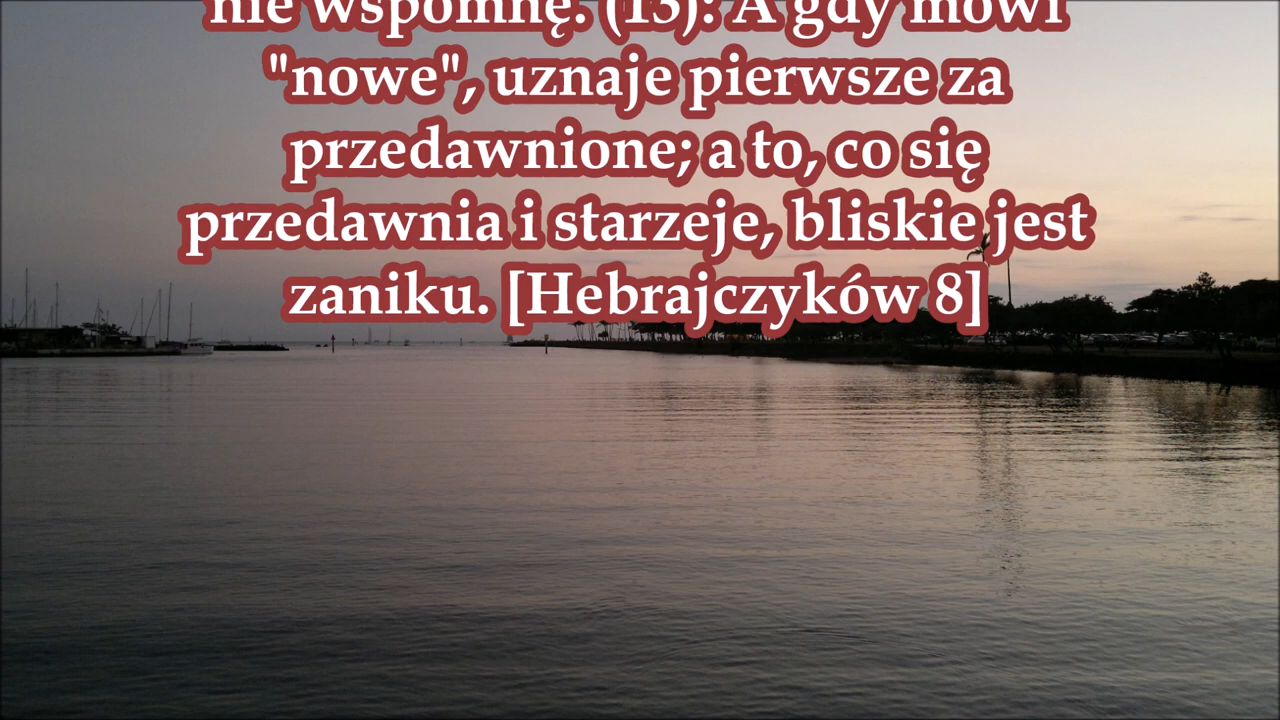 nie wspomnę. (13): A gdy mówi
"nowe", uznaje pierwsze za
przedawnione; a to, co się
przedawnia i starzeje, bliskie jest
zaniku. [Hebrajczyków 8]